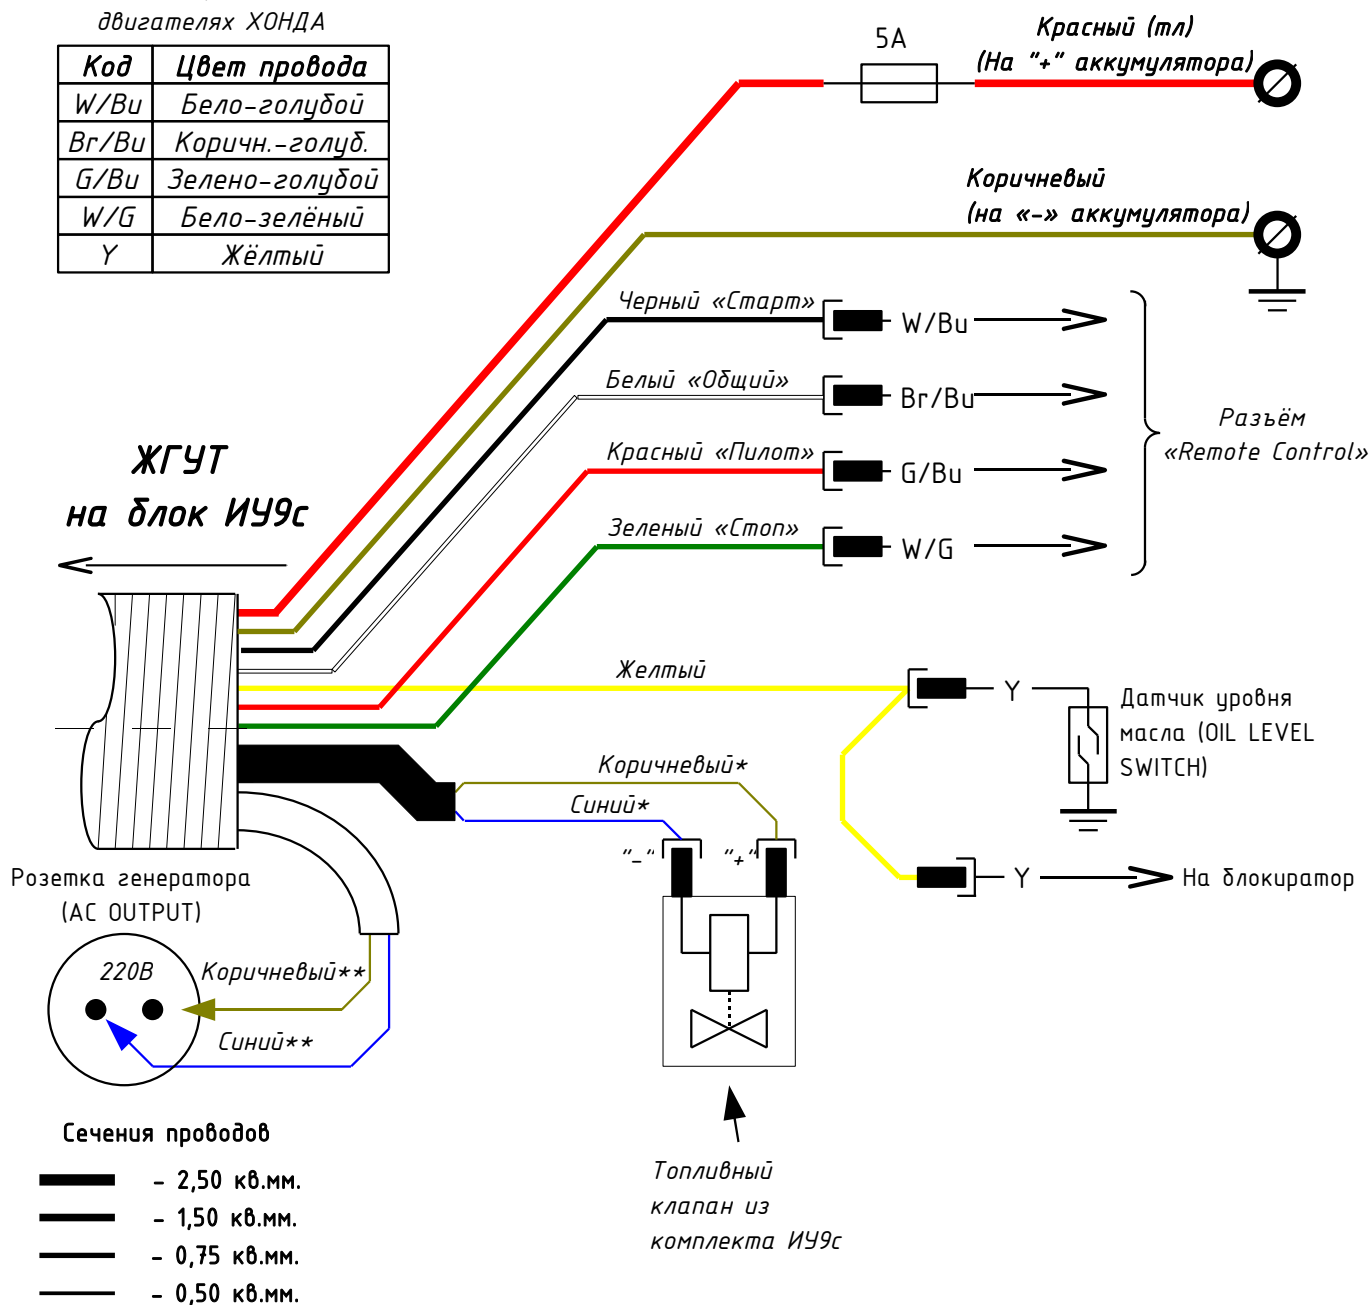 двигателях ХОНДА
Код Цвет провода
W/Bu Бело-голубой
Br/Bu Коричн.-голуб.
G/Bu Зелено-голубой
W/G Бело-зелёный
Y Жёлтый
5А
Красный (тл)
(На "+" аккумулятора)
Коричневый
(на «-» аккумулятора)
Черный «Старт»
W/Bu
Белый «Общий»
Br/Bu
Красный «Пилот»
G/Bu
Зеленый «Стоп»
W/G
Разъём
«Remote Control»
ЖГУТ
на блок ИУ9с
Желтый
Y
Датчик уровня
масла (OIL LEVEL
SWITCH)
Коричневый*
Синий*
"-"
"+"
Y
На блокиратор
Розетка генератора
(AC OUTPUT)
220В
Коричневый**
Синий**
Топливный
клапан из
комплекта ИУ9с
Сечения проводов
- 2,50 кв.мм.
- 1,50 кв.мм.
- 0,75 кв.мм.
- 0,50 кв.мм.